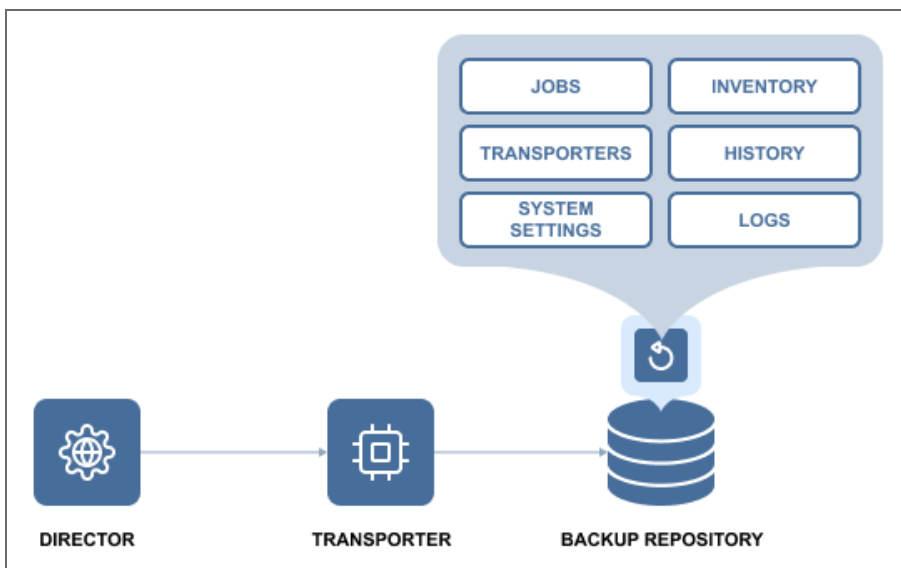 JOBS
INVENTORY
TRANSPORTERS
HISTORY
SYSTEM
SETTINGS
LOGS
DIRECTOR
TRANSPORTER
BACKUP REPOSITORY